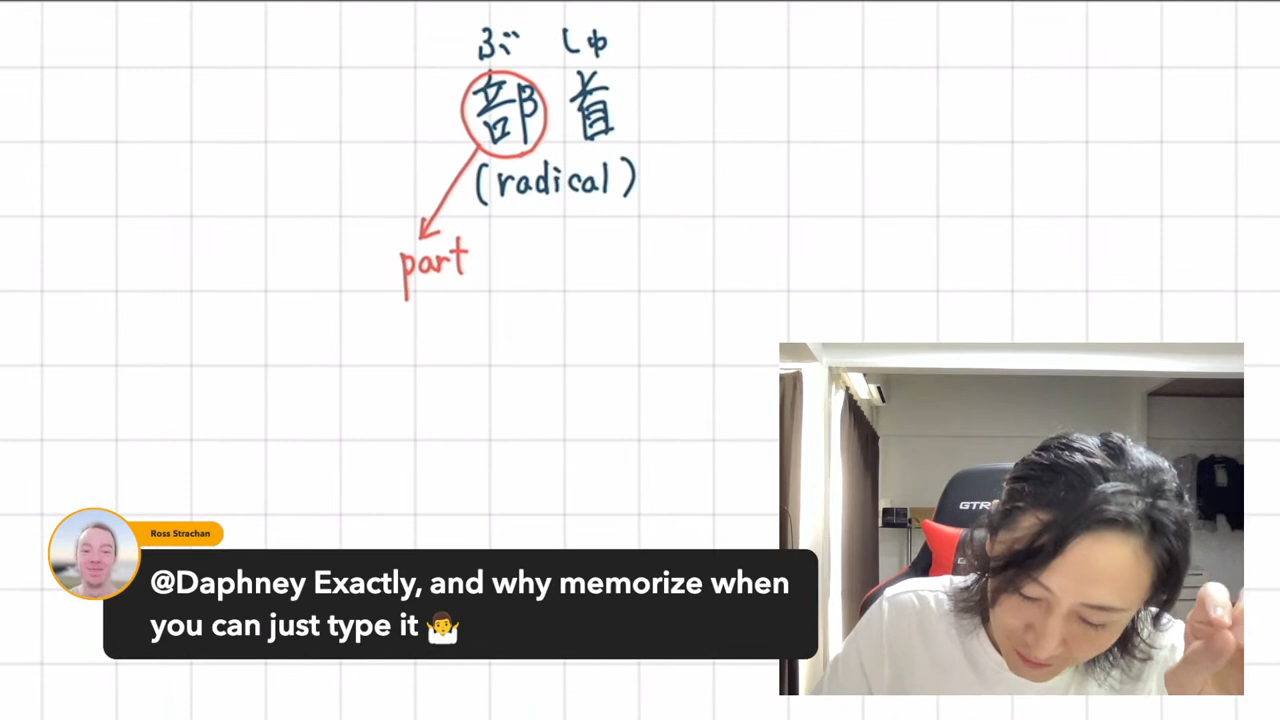 ぶ しゅ
部首
(radical)
part
GTR
Ross Strachan
@Daphney Exactly, and why memorize when
you can just type it 🤷‍♂️